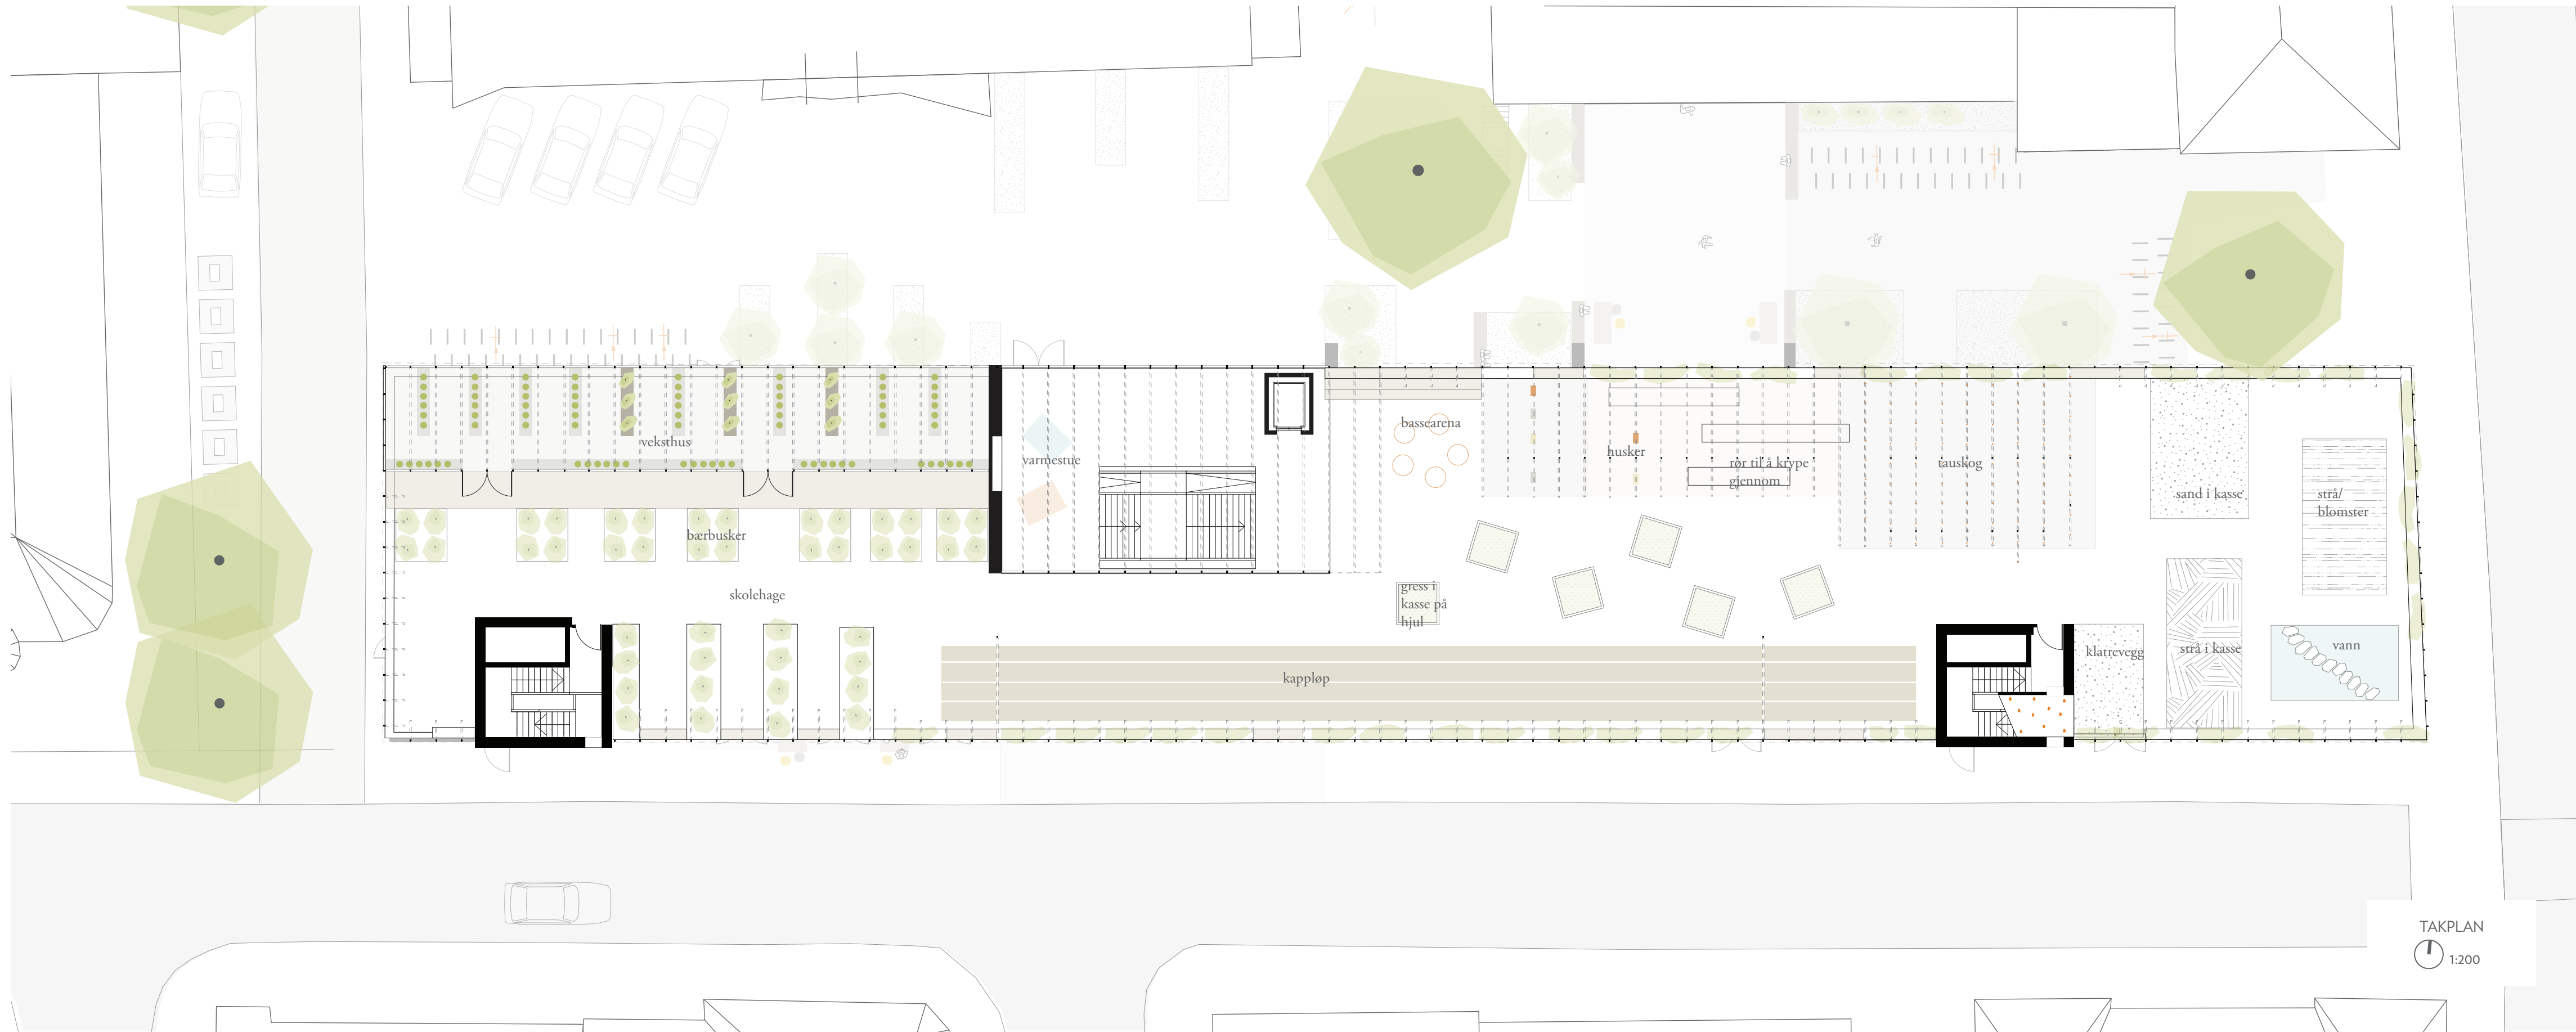 veksthus
bærbusker
skolehage
varmestue
bassearena
husker
rør til å krype
gjennom
tauskog
sand i kasse
strå/
blomster
gress i
kasse på
hjul
kappløp
klatrevegg
strå i kasse
vann
TAKPLAN
1:200